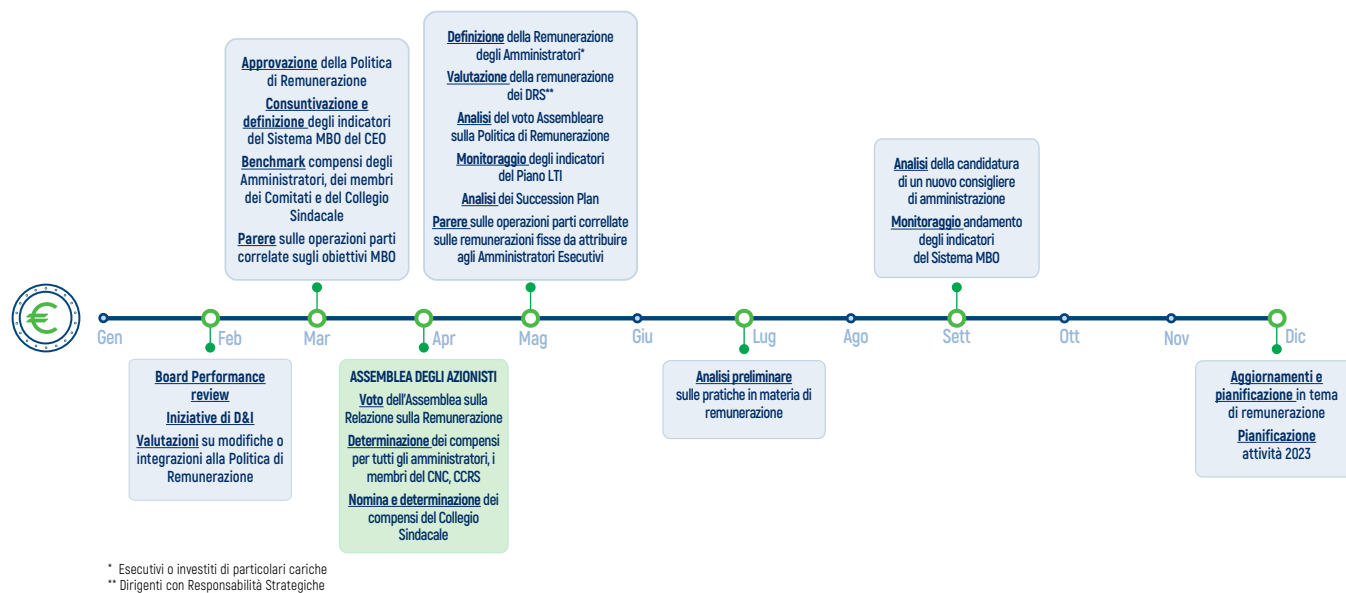 Approvazione della Politica
di Remunerazione
Consuntivazione e
definizione degli indicatori
del Sistema MBO del CEO
Benchmark compensi degli
Amministratori, dei membri
dei Comitati e del Collegio
Sindacale
Parere sulle operazioni parti
correlate sugli obiettivi MBO
Definizione della Remunerazione
degli Amministratori*
Valutazione della remunerazione
dei DRS**
Analisi del voto Assembleare
sulla Politica di Remunerazione
Monitoraggio degli indicatori
del Piano LTI
Analisi dei Succession Plan
Parere sulle operazioni parti correlate
sulle remunerazioni fisse da attribuire
agli Amministratori Esecutivi
Analisi della candidatura
di un nuovo consigliere
di amministrazione
Monitoraggio andamento
degli indicatori
del Sistema MBO
€
Gen Feb Mar Apr Mag Giu Lug Ago Sett Ott Nov Dic
Board Performance
review
Iniziative di D&I
Valutazioni su modifiche o
integrazioni alla Politica di
Remunerazione
ASSEMBLEA DEGLI AZIONISTI
Voto dell'Assemblea sulla
Relazione sulla Remunerazione
Determinazione dei compensi
per tutti gli amministratori, i
membri del CNC, CCRS
Nomina e determinazione dei
compensi del Collegio
Sindacale
Analisi preliminare
sulle pratiche in materia di
remunerazione
Aggiornamenti e
pianificazione in tema
di remunerazione
Pianificazione
attività 2023
* Esecutivi o investiti di particolari cariche
** Dirigenti con Responsabilità Strategiche